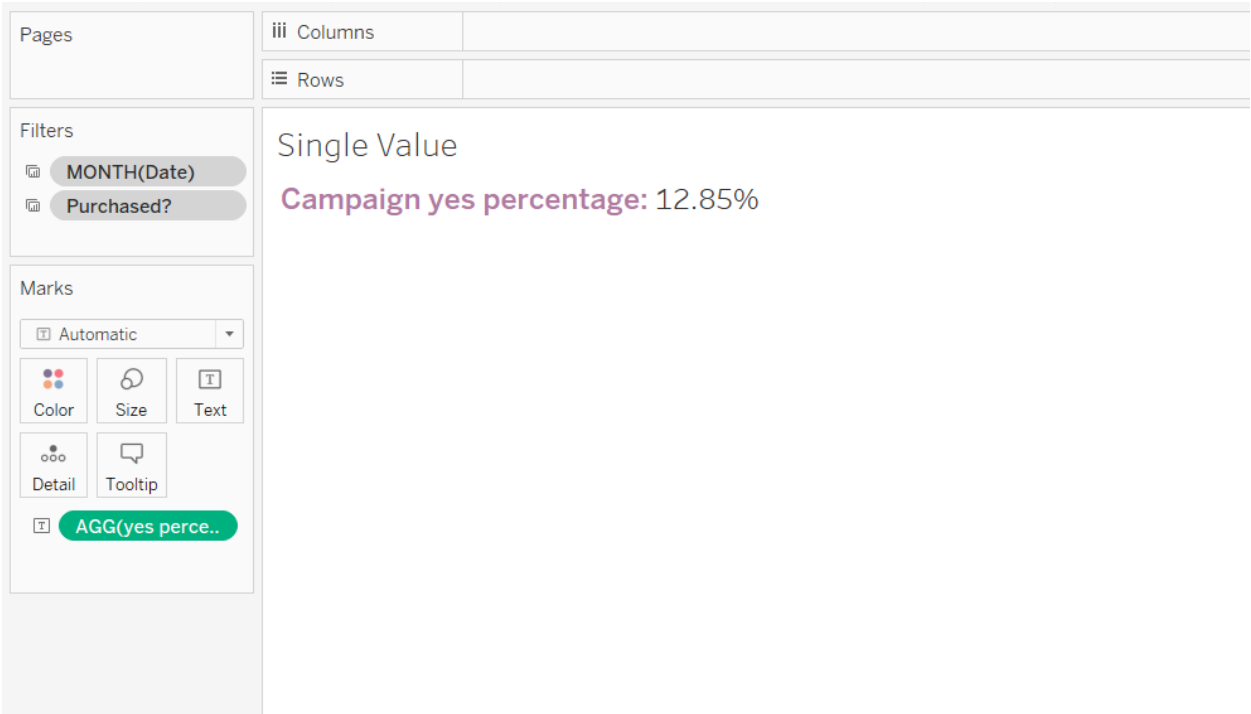 Pages
Columns
Rows
Filters
MONTH(Date)
Purchased?
Single Value
Campaign yes percentage: 12.85%
Marks
T Automatic
Color Size T Text
Detail Tooltip
T AGG(yes perce..